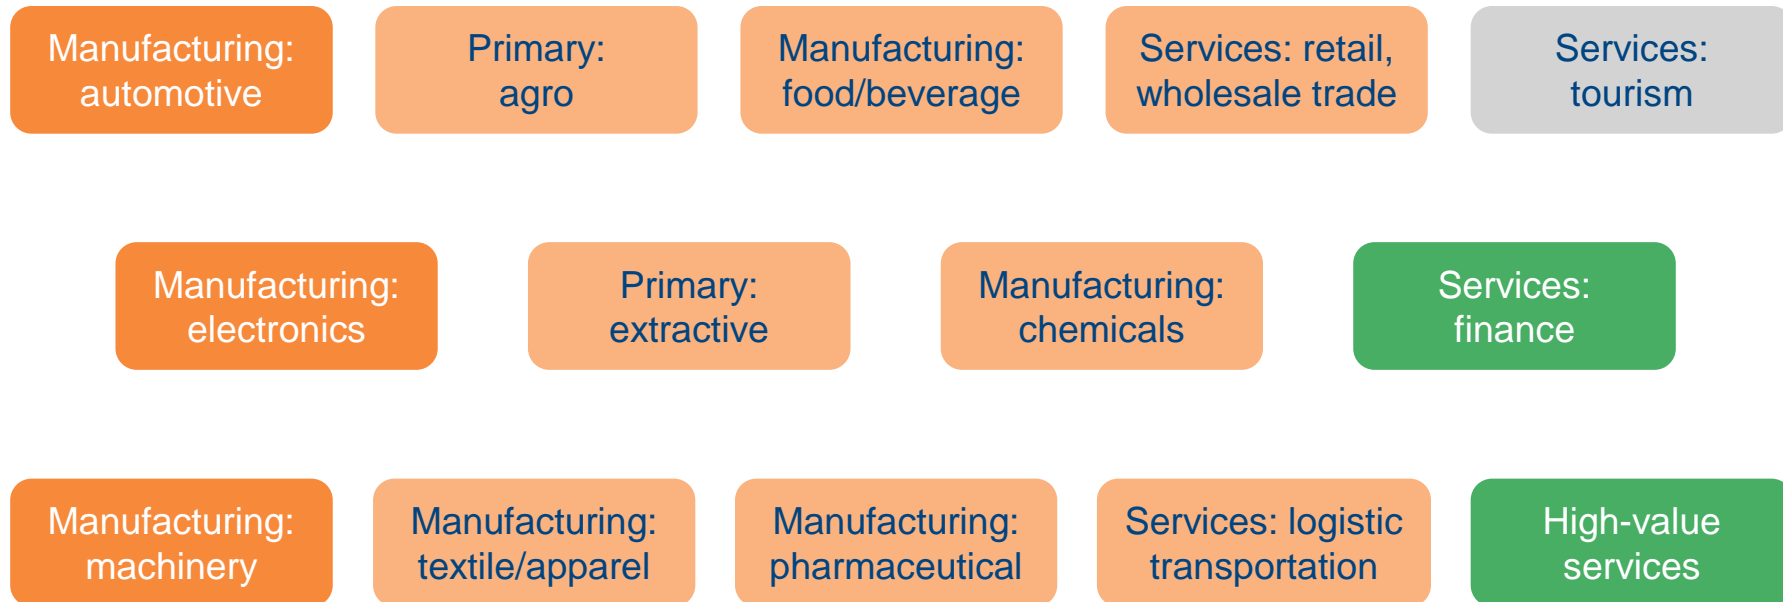 Manufacturing:
automotive
Primary:
agro
Manufacturing:
food/beverage
Services: retail,
wholesale trade
Services:
tourism
Manufacturing:
electronics
Primary:
extractive
Manufacturing:
chemicals
Services:
finance
Manufacturing:
machinery
Manufacturing:
textile/apparel
Manufacturing:
pharmaceutical
Services: logistic
transportation
High-value
services